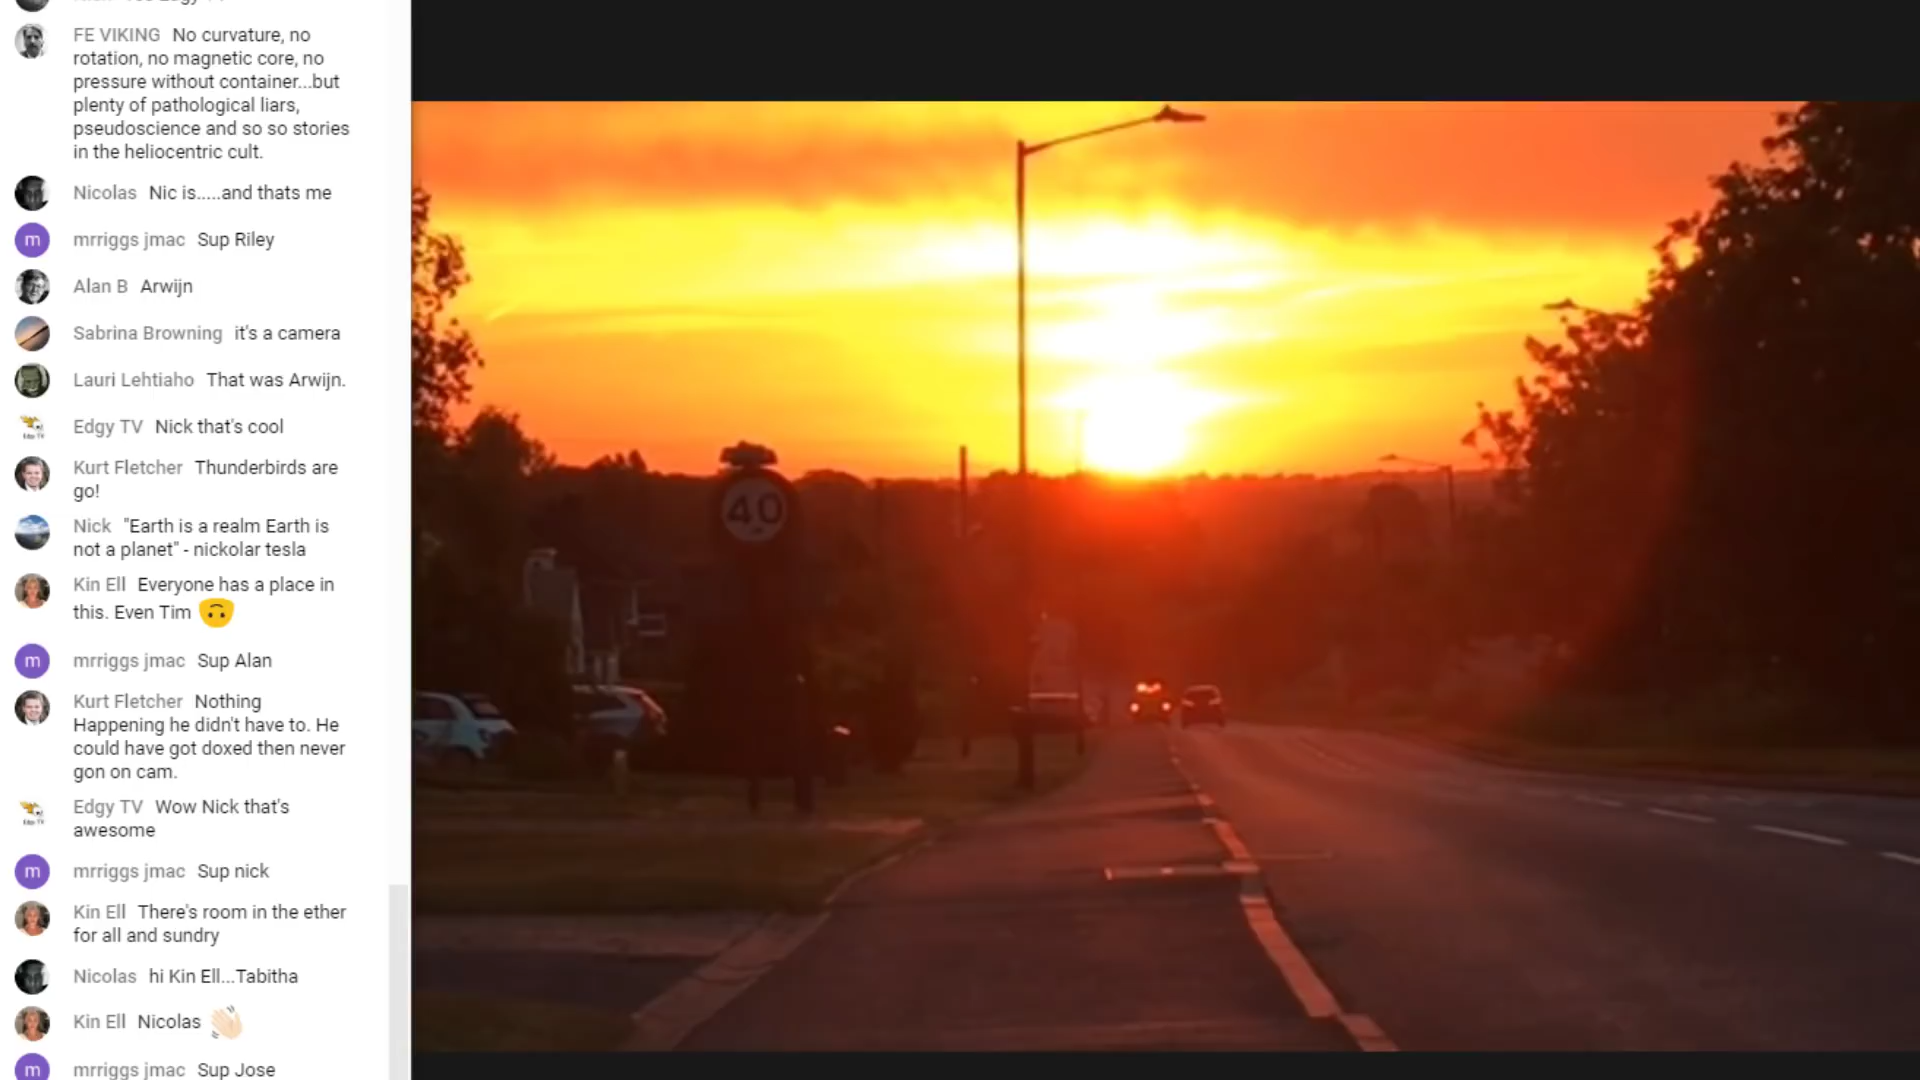 FE VIKING No curvature, no
rotation, no magnetic core, no
pressure without container...but
plenty of pathological liars,
pseudoscience and so so stories
in the heliocentric cult.
Nicolas Nic is.....and thats me
mrriggs jmac Sup Riley
Alan B Arwijn
Sabrina Browning it's a camera
Lauri Lehtiaho That was Arwijn.
Edgy TV Nick that's cool
Kurt Fletcher Thunderbirds are
go!
Nick "Earth is a realm Earth is
not a planet" - nickolar tesla
Kin Ell Everyone has a place in
this. Even Tim 🙃
mrriggs jmac Sup Alan
Kurt Fletcher Nothing
Happening he didn't have to. He
could have got doxed then never
gon on cam.
Edgy TV Wow Nick that's
awesome
mrriggs jmac Sup nick
Kin Ell There's room in the ether
for all and sundry
Nicolas hi Kin Ell...Tabitha
Kin Ell Nicolas 👋🏻
mrriggs jmac Sup Jose
40